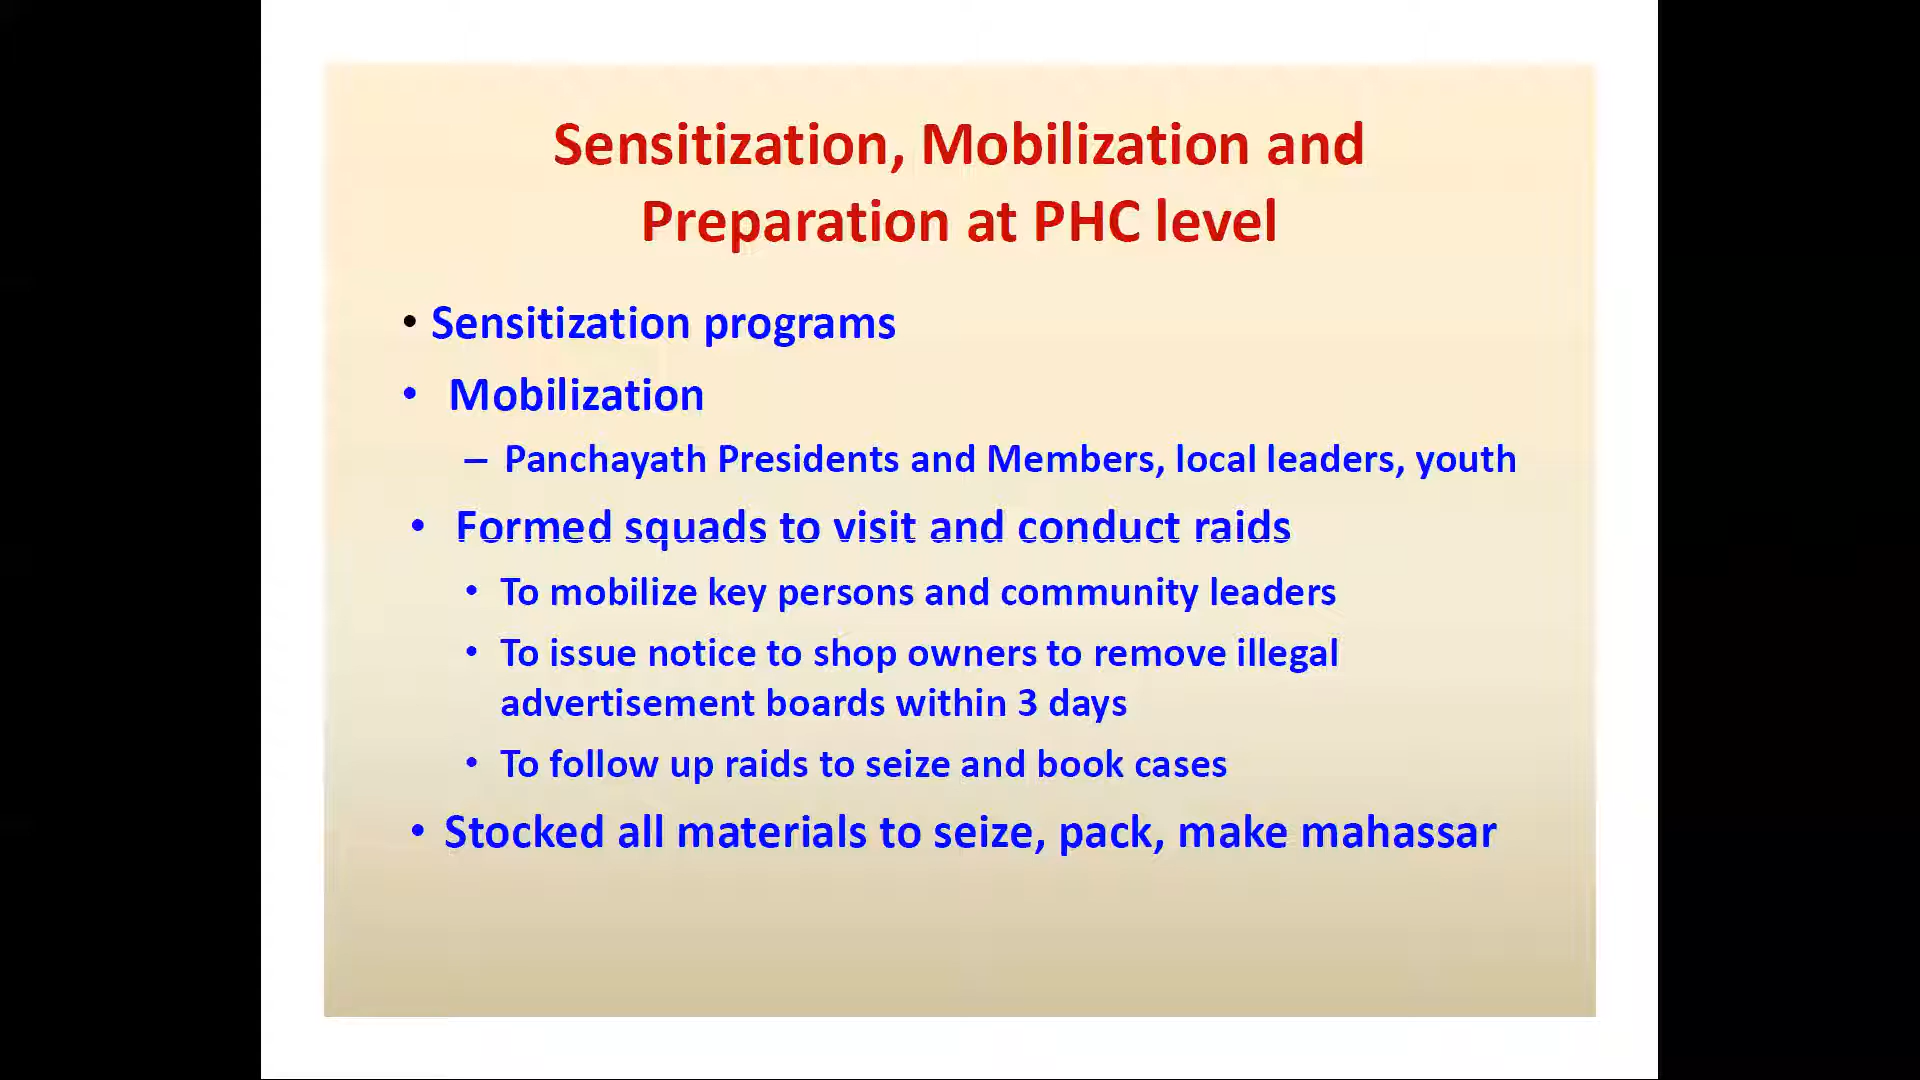 Sensitization, Mobilization and
Preparation at PHC level
• Sensitization programs
• Mobilization
– Panchayath Presidents and Members, local leaders, youth
• Formed squads to visit and conduct raids
• To mobilize key persons and community leaders
• To issue notice to shop owners to remove illegal
advertisement boards within 3 days
• To follow up raids to seize and book cases
• Stocked all materials to seize, pack, make mahassar